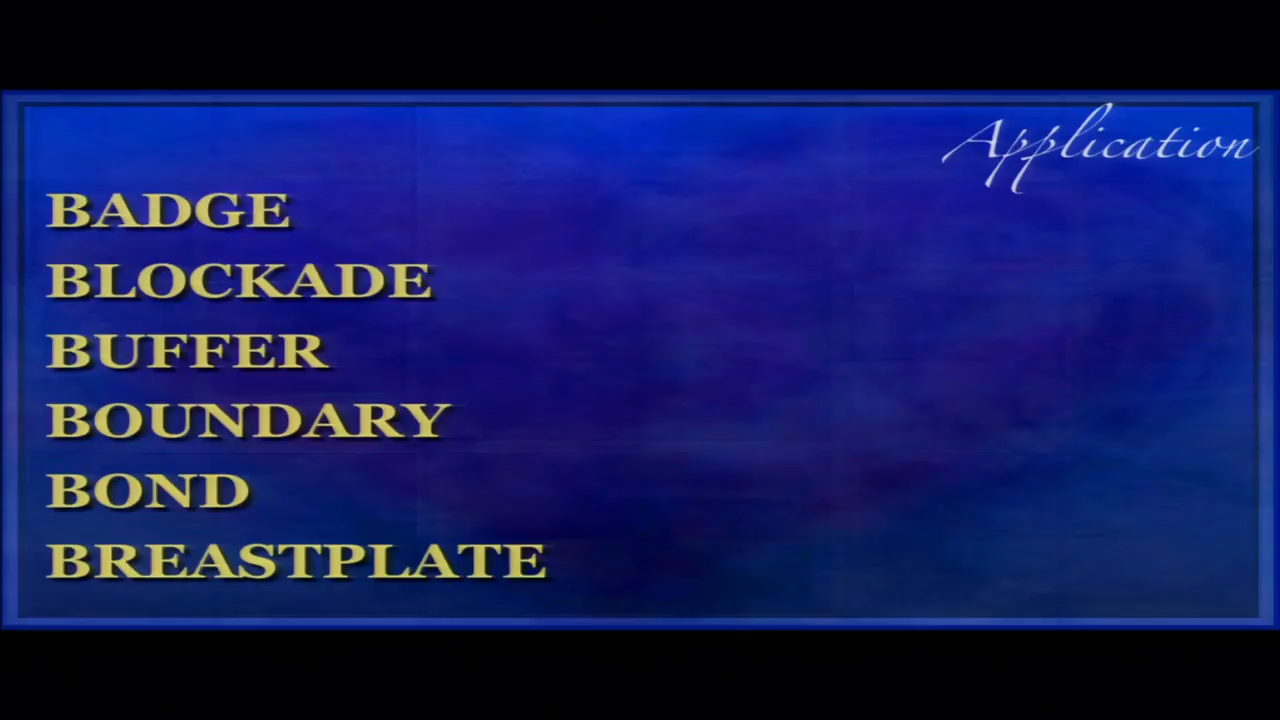 Application
BADGE
BLOCKADE
BUFFER
BOUNDARY
BOND
BREASTPLATE